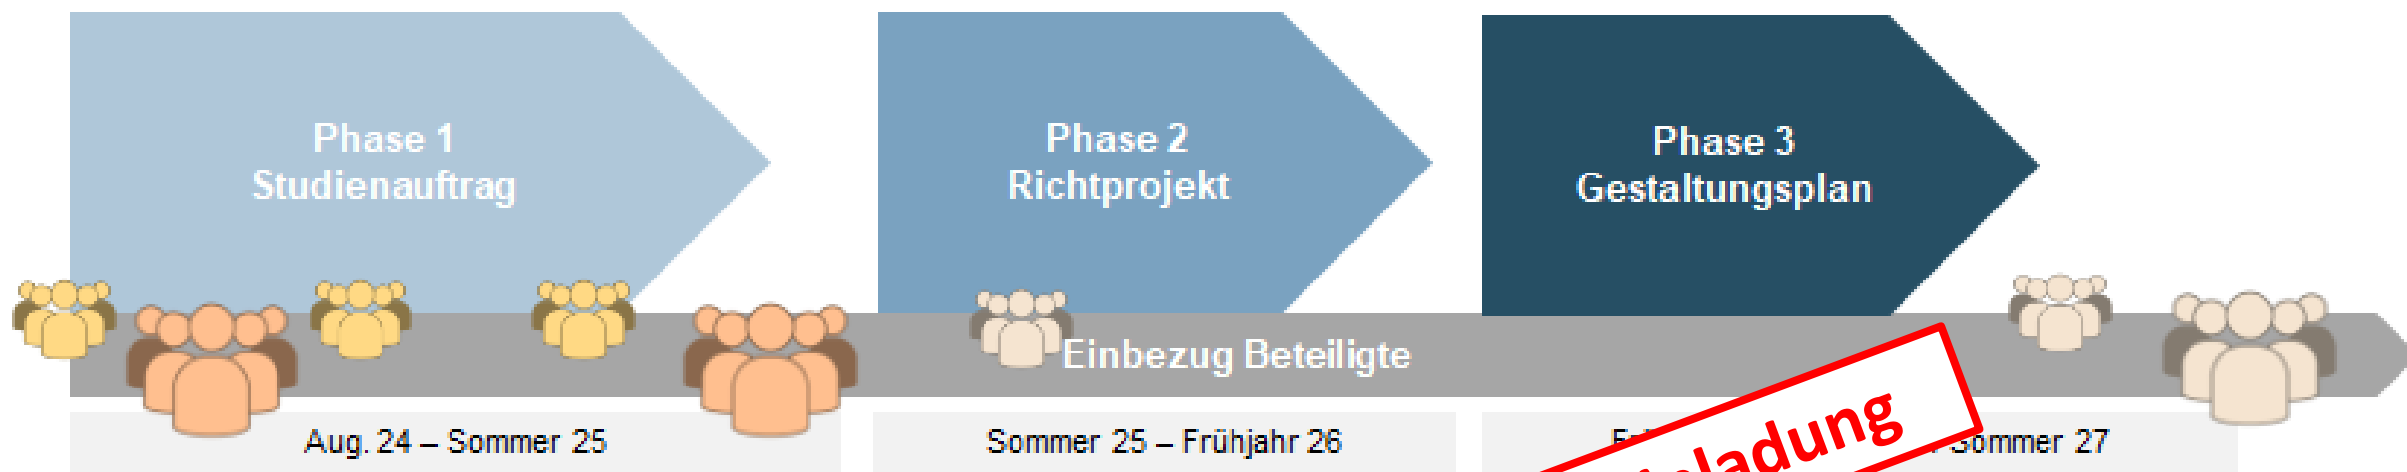 Phase 1
Studienauftrag
Phase 2
Richtprojekt
Phase 3
Gestaltungsplan
Einbezug Beteiligte
Aug. 24 – Sommer 25
Sommer 25 – Frühjahr 26
Sommer 27